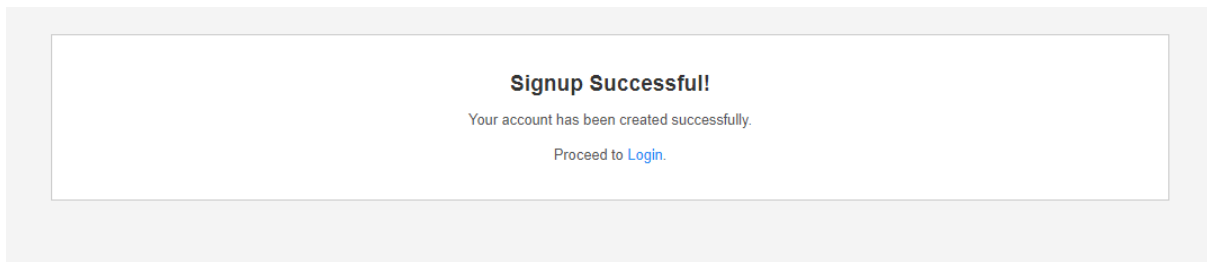 Signup Successful!
Your account has been created successfully.
Proceed to Login.